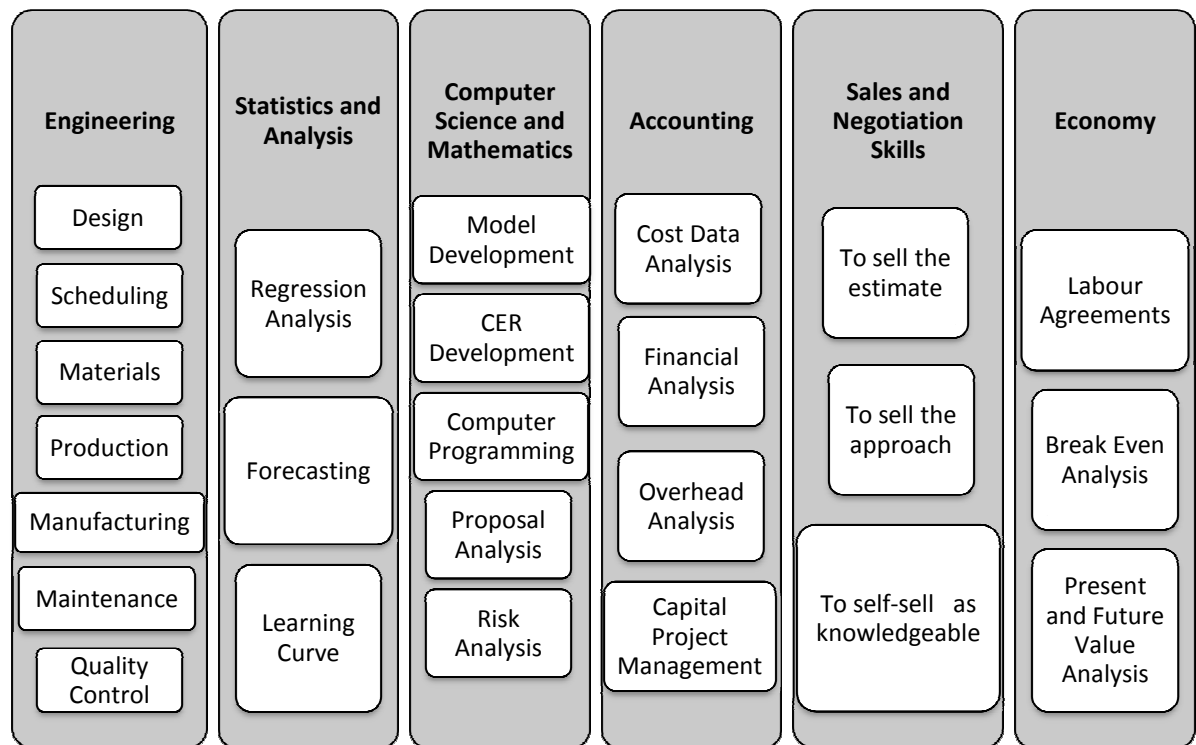 Engineering
Design
Scheduling
Materials
Production
Manufacturing
Maintenance
Quality
Control
Statistics and
Analysis
Regression
Analysis
Forecasting
Learning
Curve
Computer
Science and
Mathematics
Model
Development
CER
Development
Computer
Programming
Proposal
Analysis
Risk
Analysis
Accounting
Cost Data
Analysis
Financial
Analysis
Overhead
Analysis
Capital
Project
Management
Sales and
Negotiation
Skills
To sell the
estimate
To sell the
approach
To self-sell as
knowledgeable
Economy
Labour
Agreements
Break Even
Analysis
Present
and Future
Value
Analysis